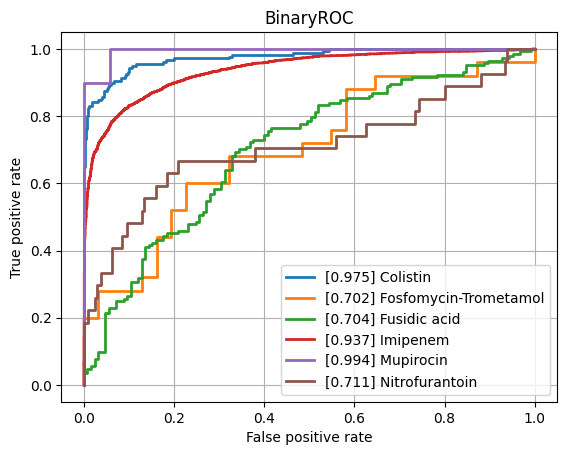 BinaryROC
True positive rate
1.0
0.8
0.6
0.4
0.2
0.0
[0.975] Colistin
[0.702] Fosfomycin-Trometamol
[0.704] Fusidic acid
[0.937] Imipenem
[0.994] Mupirocin
[0.711] Nitrofurantoin
0.0 0.2 0.4 0.6 0.8 1.0
False positive rate